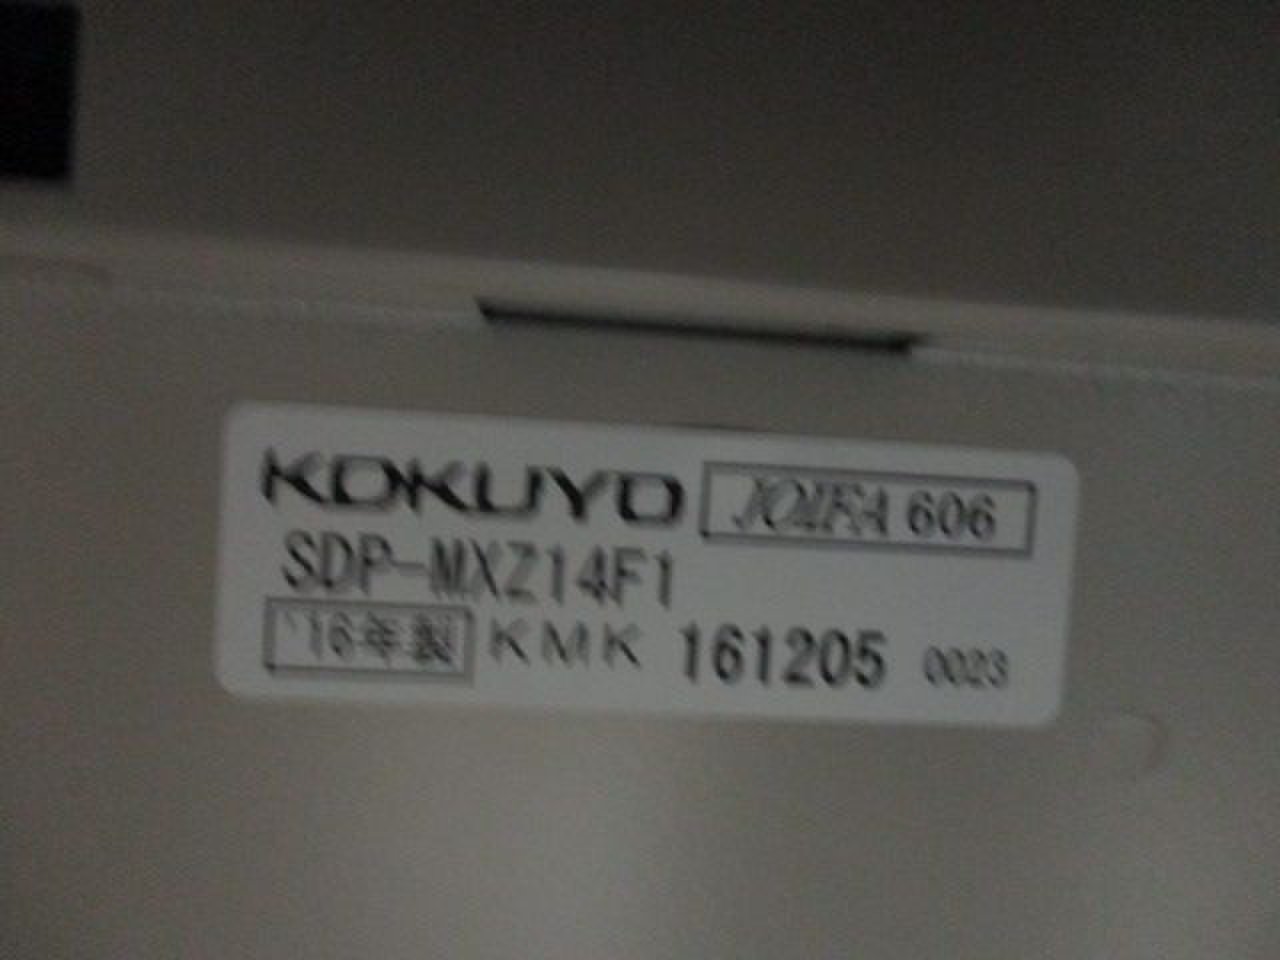 KOKUYO JOIFA 606
SDP-MXZ14F1
'16年製 KMK 161205 0023